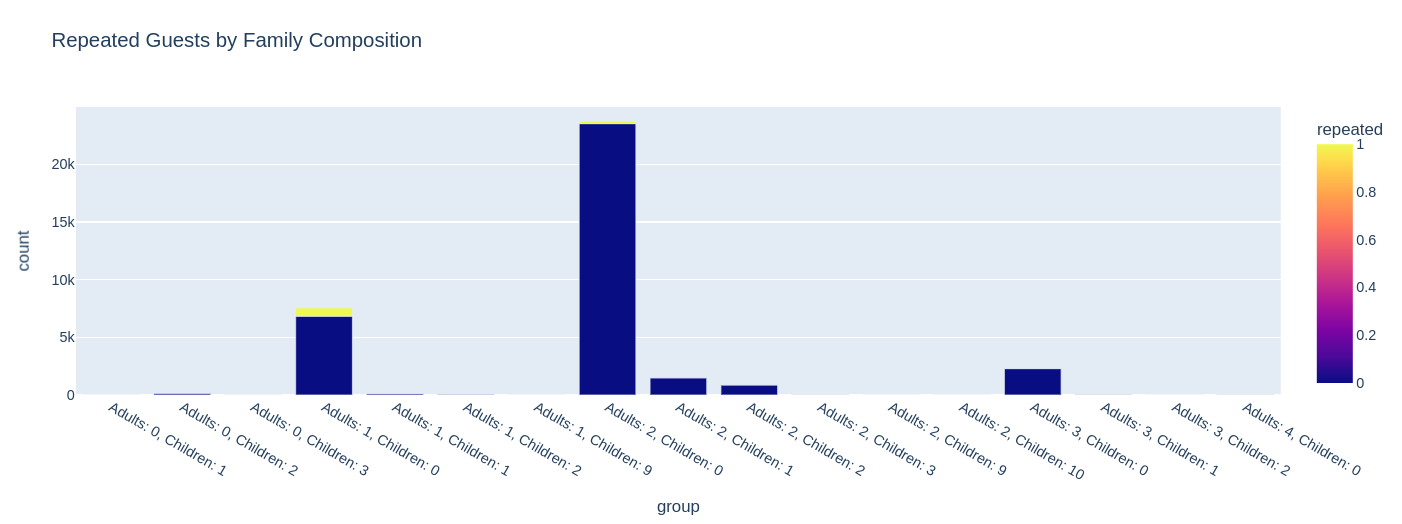 Repeated Guests by Family Composition
repeated
1
0.8
0.6
0.4
0.2
0
count
20k
15k
10k
5k
0
Adults: 0, Children: 1
Adults: 0, Children: 2
Adults: 0, Children: 3
Adults: 1, Children: 0
Adults: 1, Children: 1
Adults: 1, Children: 2
Adults: 1, Children: 9
Adults: 2, Children: 0
Adults: 2, Children: 1
Adults: 2, Children: 2
Adults: 2, Children: 3
Adults: 2, Children: 9
Adults: 2, Children: 10
Adults: 3, Children: 0
Adults: 3, Children: 1
Adults: 3, Children: 2
Adults: 4, Children: 0
group